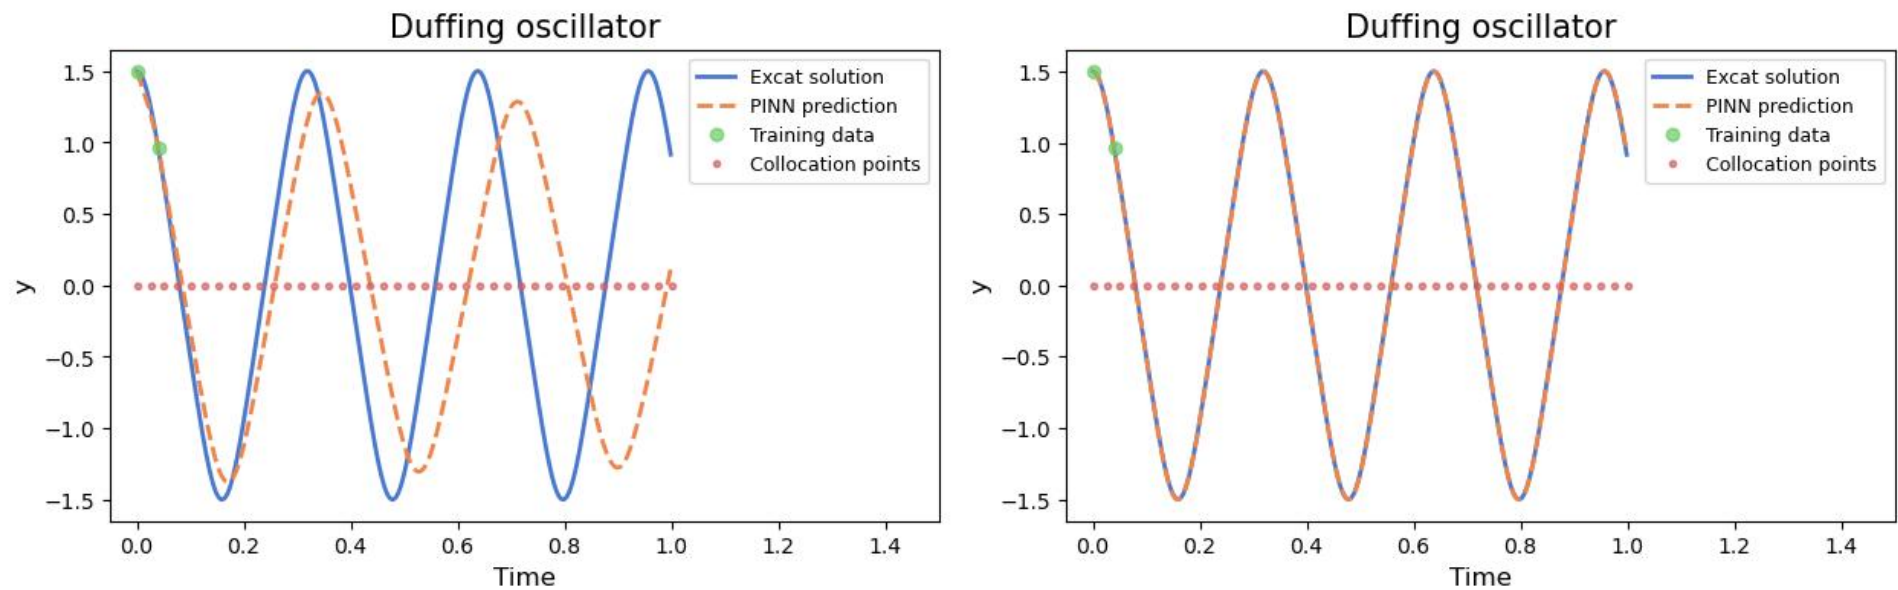 Duffing oscillator
1.5
1.0
0.5
0.0
−0.5
−1.0
−1.5
y
Excat solution
PINN prediction
Training data
Collocation points
0.0 0.2 0.4 0.6 0.8 1.0 1.2 1.4
Time
Duffing oscillator
1.5
1.0
0.5
0.0
−0.5
−1.0
−1.5
y
Excat solution
PINN prediction
Training data
Collocation points
0.0 0.2 0.4 0.6 0.8 1.0 1.2 1.4
Time